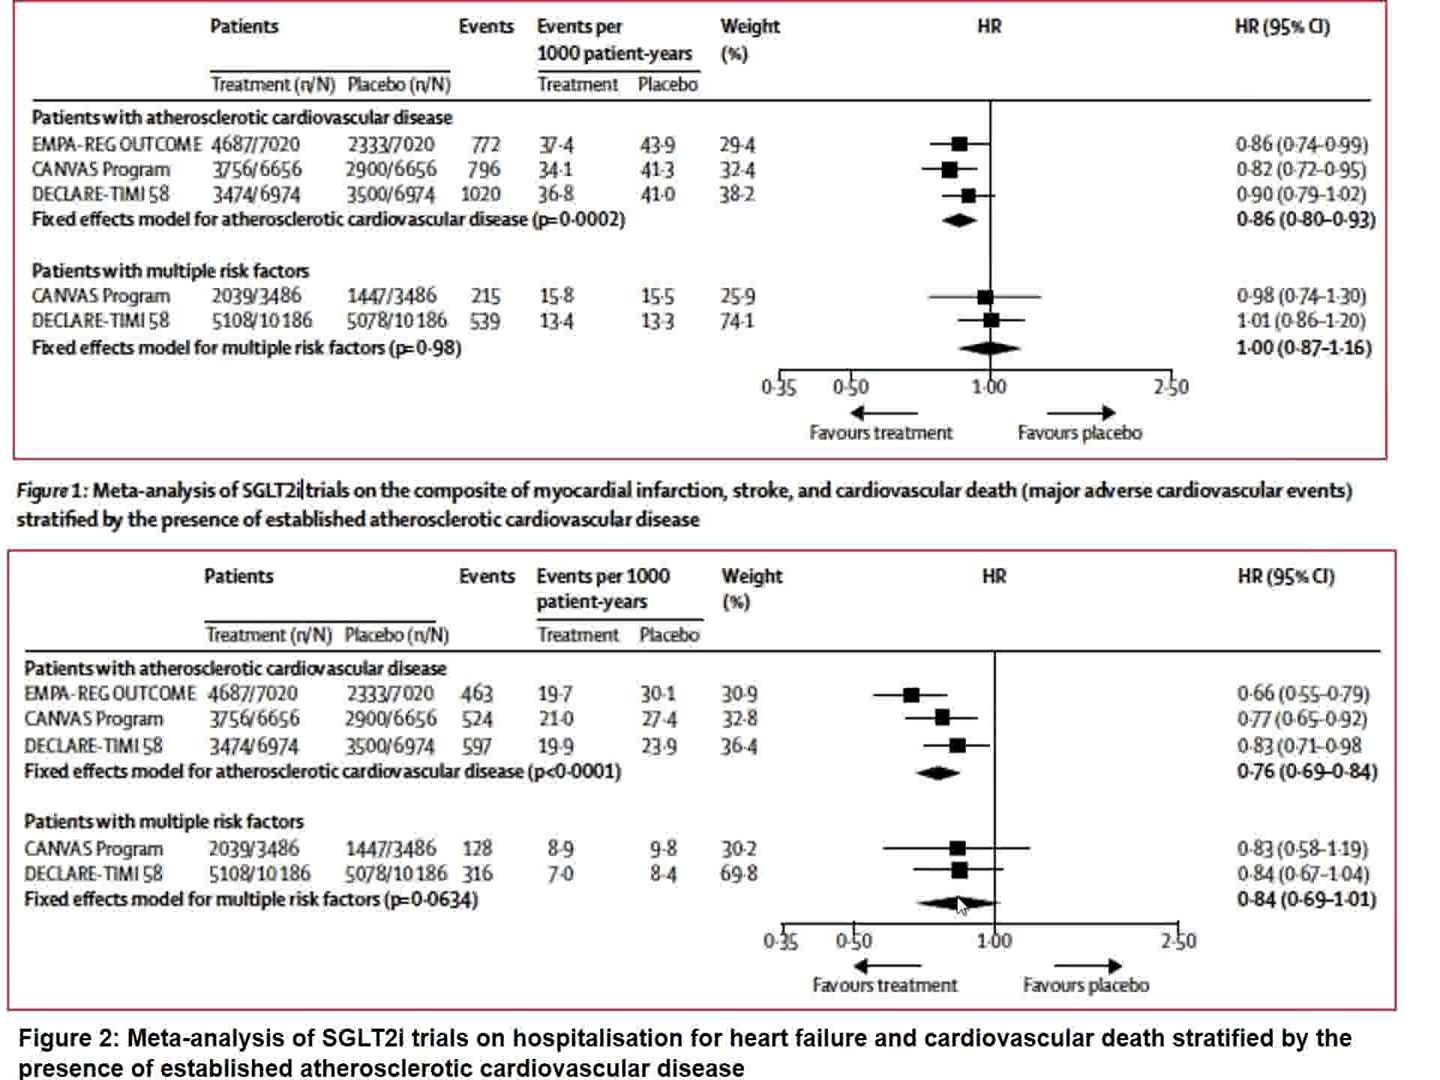 Patients Events Events per Weight HR HR (95% CI)
1000 patient-years (%)
Treatment (n/N) Placebo (n/N) Treatment Placebo
Patients with atherosclerotic cardiovascular disease
EMPA-REG OUTCOME 4687/7020 2333/7020 772 37·4 43·9 29·4 0·86 (0·74–0·99)
CANVAS Program 3756/6656 2900/6656 796 34·1 41·3 32·4 0·82 (0·72–0·95)
DECLARE-TIMI 58 3474/6974 3500/6974 1020 36·8 41·0 38·2 0·90 (0·79–1·02)
Fixed effects model for atherosclerotic cardiovascular disease (p=0·0002) 0·86 (0·80–0·93)
Patients with multiple risk factors
CANVAS Program 2039/3486 1447/3486 215 15·8 15·5 25·9 0·98 (0·74–1·30)
DECLARE-TIMI 58 5108/10 186 5078/10 186 539 13·4 13·3 74·1 1·01 (0·86–1·20)
Fixed effects model for multiple risk factors (p=0·98) 1·00 (0·87–1·16)
0·35 0·50 1·00 2·50
Favours treatment Favours placebo
Figure 1: Meta-analysis of SGLT2i trials on the composite of myocardial infarction, stroke, and cardiovascular death (major adverse cardiovascular events)
stratified by the presence of established atherosclerotic cardiovascular disease
Patients Events Events per 1000 Weight HR HR (95% CI)
patient-years (%)
Treatment (n/N) Placebo (n/N) Treatment Placebo
Patients with atherosclerotic cardiovascular disease
EMPA-REG OUTCOME 4687/7020 2333/7020 463 19·7 30·1 30·9 0·66 (0·55–0·79)
CANVAS Program 3756/6656 2900/6656 524 21·0 27·4 32·8 0·77 (0·65–0·92)
DECLARE-TIMI 58 3474/6974 3500/6974 597 19·9 23·9 36·4 0·83 (0·71–0·98
Fixed effects model for atherosclerotic cardiovascular disease (p<0·0001) 0·76 (0·69–0·84)
Patients with multiple risk factors
CANVAS Program 2039/3486 1447/3486 128 8·9 9·8 30·2 0·83 (0·58–1·19)
DECLARE-TIMI 58 5108/10 186 5078/10 186 316 7·0 8·4 69·8 0·84 (0·67–1·04)
Fixed effects model for multiple risk factors (p=0·0634) 0·84 (0·69–1·01)
0·35 0·50 1·00 2·50
Favours treatment Favours placebo
Figure 2: Meta-analysis of SGLT2i trials on hospitalisation for heart failure and cardiovascular death stratified by the
presence of established atherosclerotic cardiovascular disease